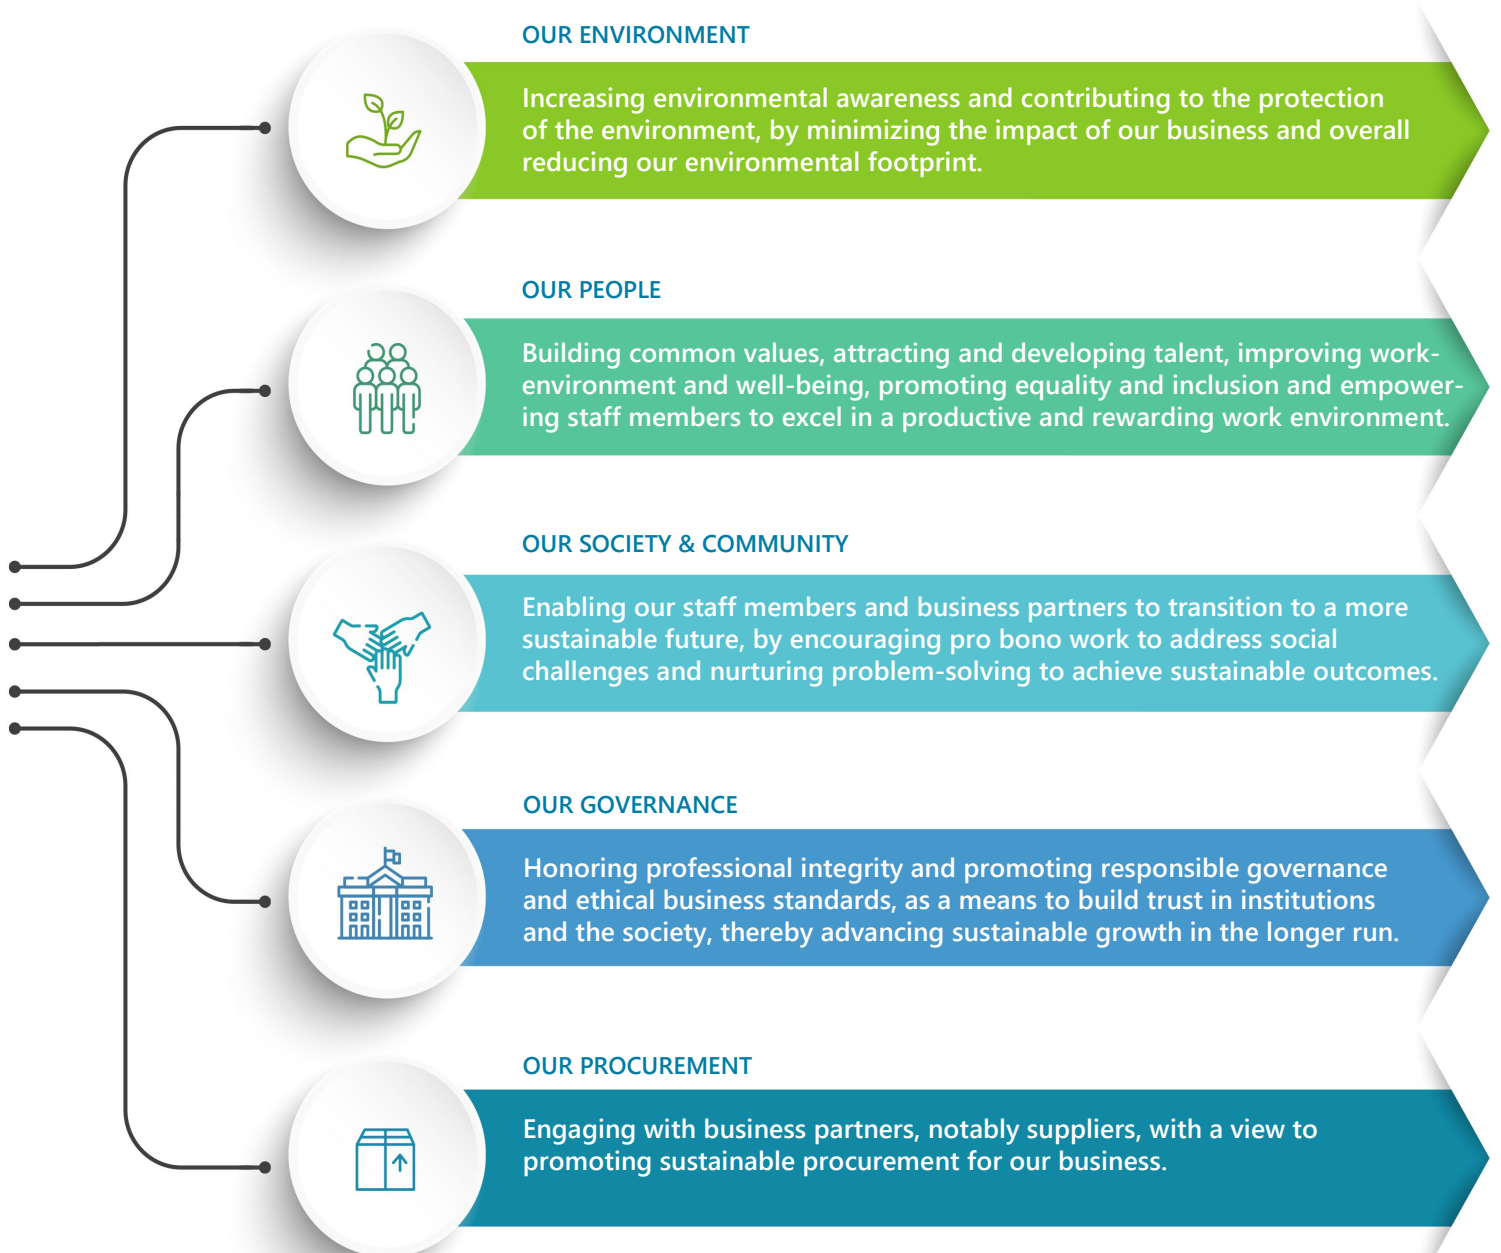 OUR ENVIRONMENT
Increasing environmental awareness and contributing to the protection
of the environment, by minimizing the impact of our business and overall
reducing our environmental footprint.
OUR PEOPLE
Building common values, attracting and developing talent, improving work-
environment and well-being, promoting equality and inclusion and empower-
ing staff members to excel in a productive and rewarding work environment.
OUR SOCIETY & COMMUNITY
Enabling our staff members and business partners to transition to a more
sustainable future, by encouraging pro bono work to address social
challenges and nurturing problem-solving to achieve sustainable outcomes.
OUR GOVERNANCE
Honoring professional integrity and promoting responsible governance
and ethical business standards, as a means to build trust in institutions
and the society, thereby advancing sustainable growth in the longer run.
OUR PROCUREMENT
Engaging with business partners, notably suppliers, with a view to
promoting sustainable procurement for our business.